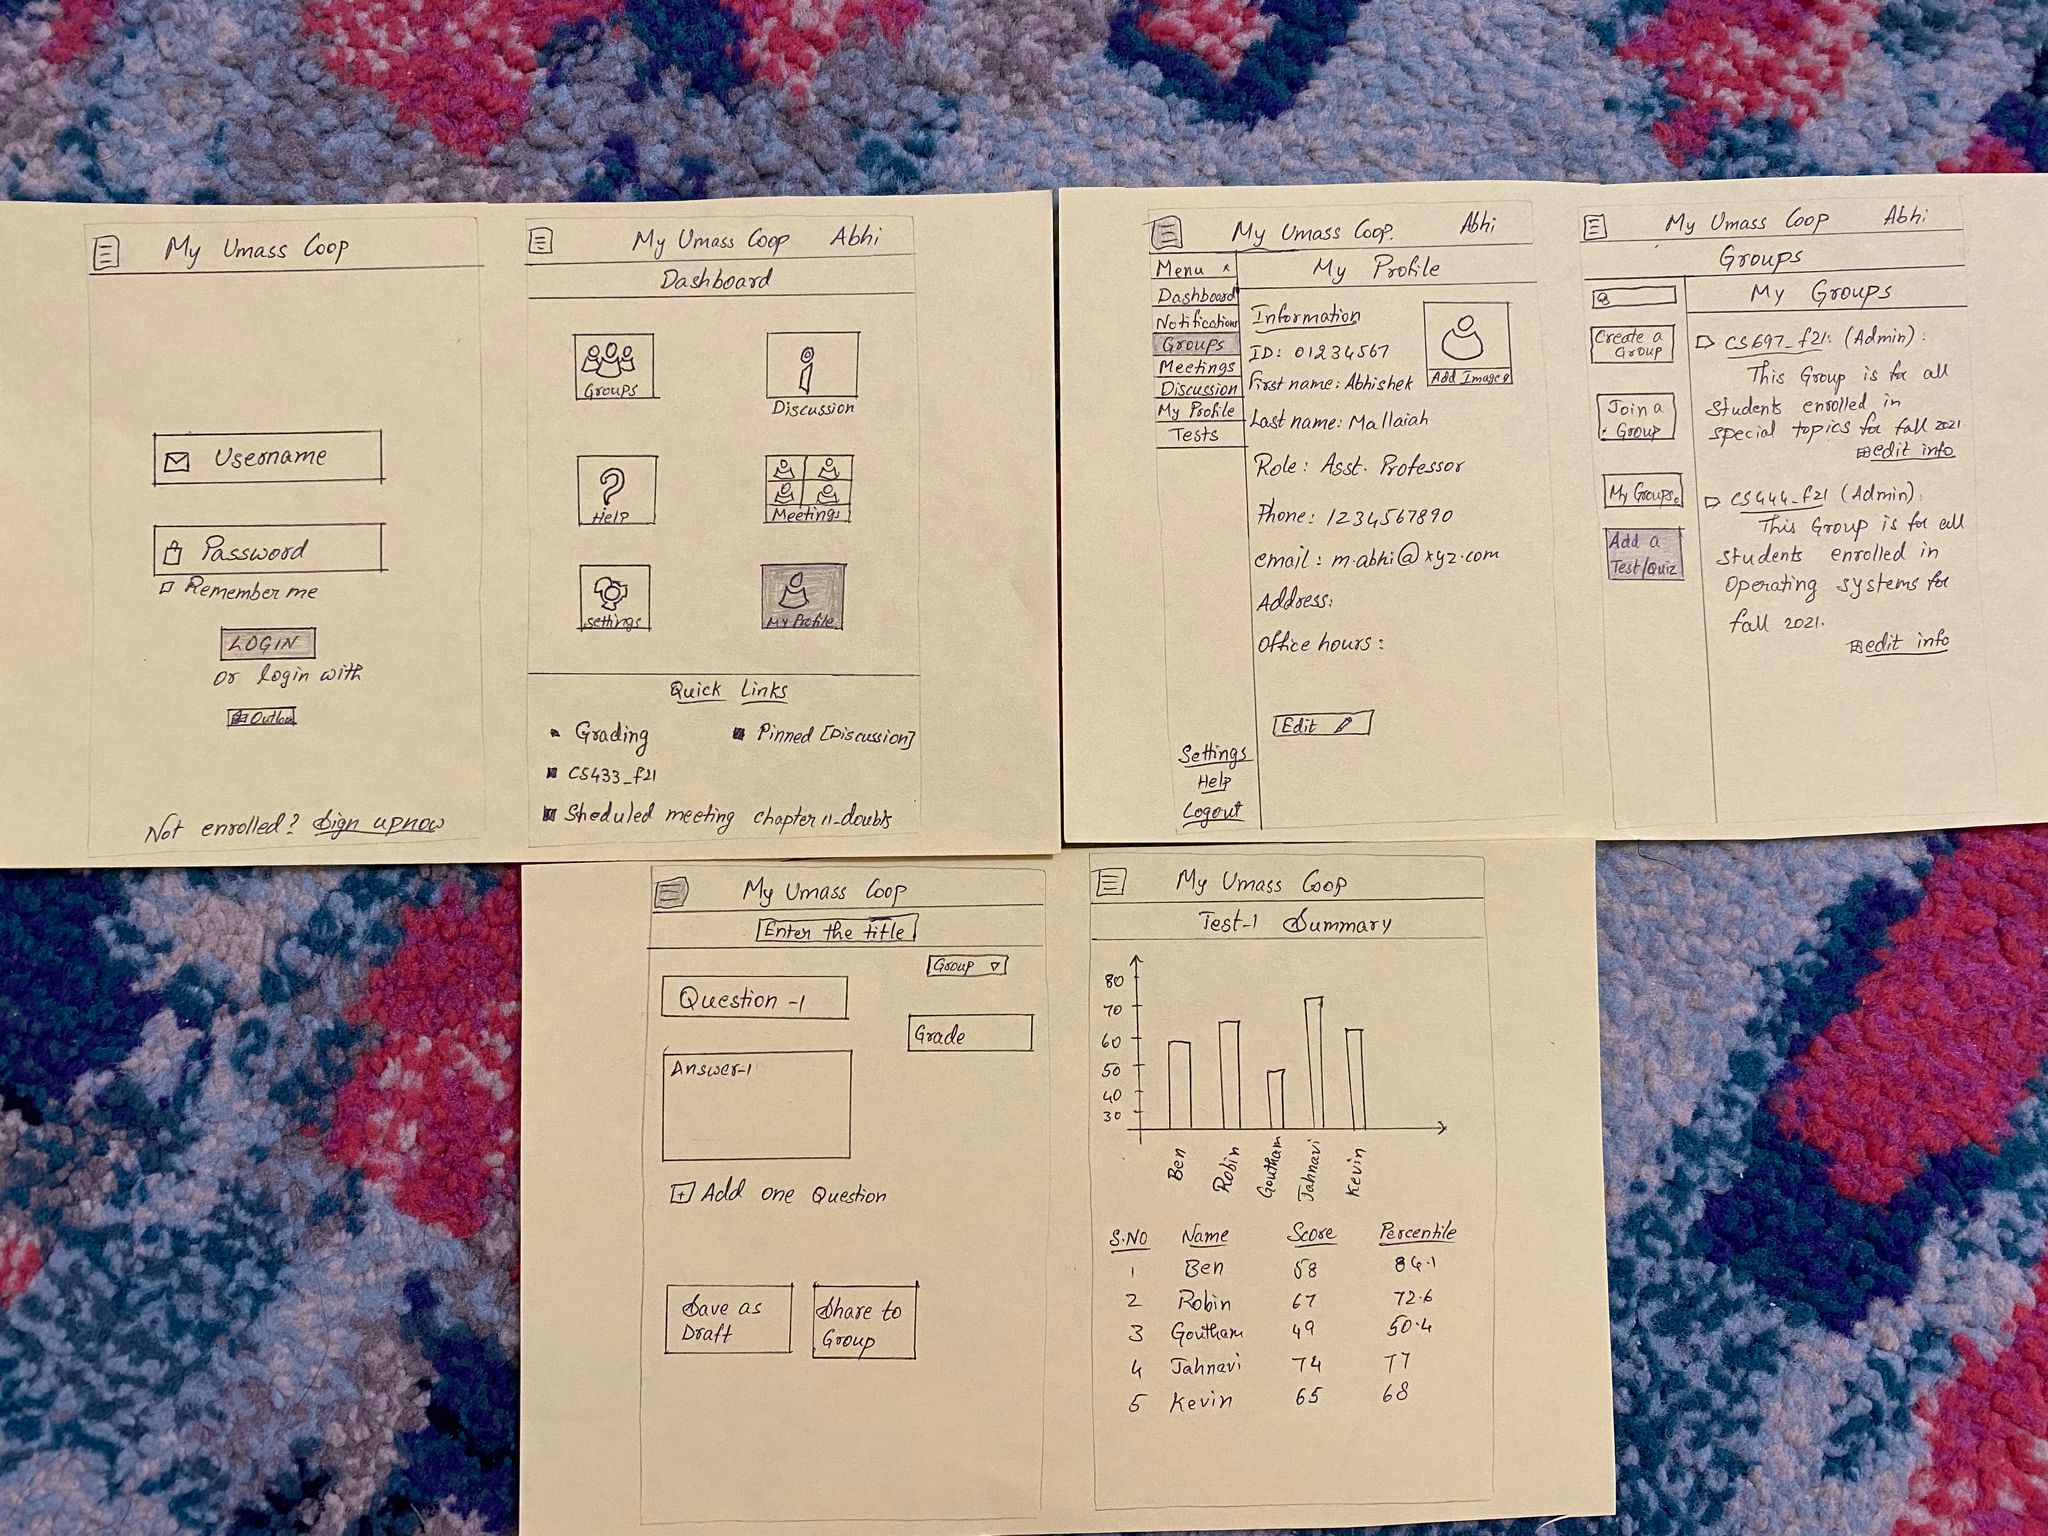 My Umass Coop
Username
Password
Remember me
LOGIN
Or login with
Not enrolled? Sign up now
My Umass Coop Abhi
Dashboard
Groups
Discussion
Help
Meetings
Settings
My Profile
Quick Links
Grading
Pinned [Discussion]
CS433_f21
Sheduled meeting chapter 11-doubts
My Umass Coop. Abhi
Menu ^
Dashboard
Notifications
Groups
Meetings
Discussion
My Profile
Tests
Settings
Help
Logout
My Profile
Information
Add Image
ID: 01234567
First name: Abhishek
Last name: Mallaiah
Role: Asst. Professor
Phone: 1234567890
email: m.abhi@xyz.com
Address:
Office hours:
Edit
My Umass Coop Abhi
Groups
Create a
Group
Join a
Group
My Groups
Add a
Test/Quiz
My Groups
CS697_f21: (Admin):
This Group is for all
students enrolled in
special topics for fall 2021.
edit info
CS444_f21 (Admin):
This Group is for all
students enrolled in
Operating systems for
fall 2021.
edit info
My Umass Coop
Enter the title
Group
Question-1
Grade
Answer-1
+ Add one Question
Save as
Draft
Share to
Group
My Umass Coop
Test-1 Summary
80
70
60
50
40
30
Ben
Robin
Goutham
Jahnavi
Kevin
S.NO Name Score Percentile
1 Ben 58
2 Robin 67 72.6
3 Goutham 49 50.4
4 Jahnavi 74 77
5 Kevin 65 68